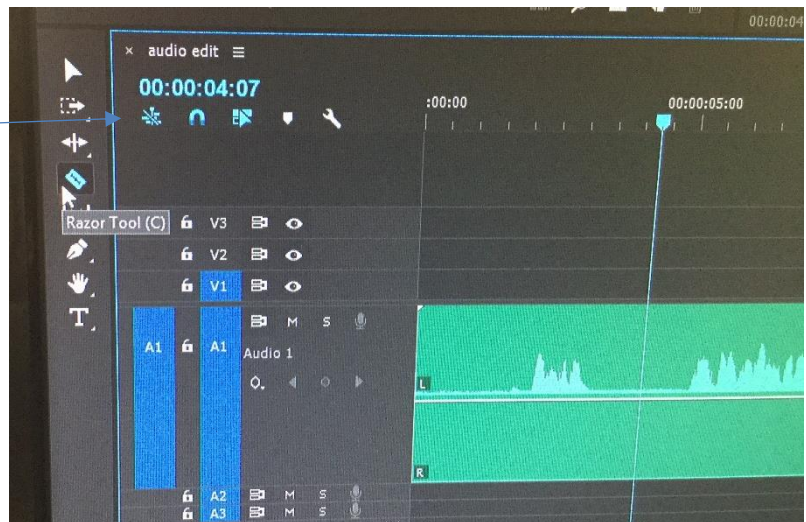 00:00:04
× audio edit ≡
00:00:04:07
:00:00
00:00:05:00
Razor Tool (C)
V3
V2
V1
T
A1 A1 M S
Audio 1
L
R
A2 M S
A3 M S